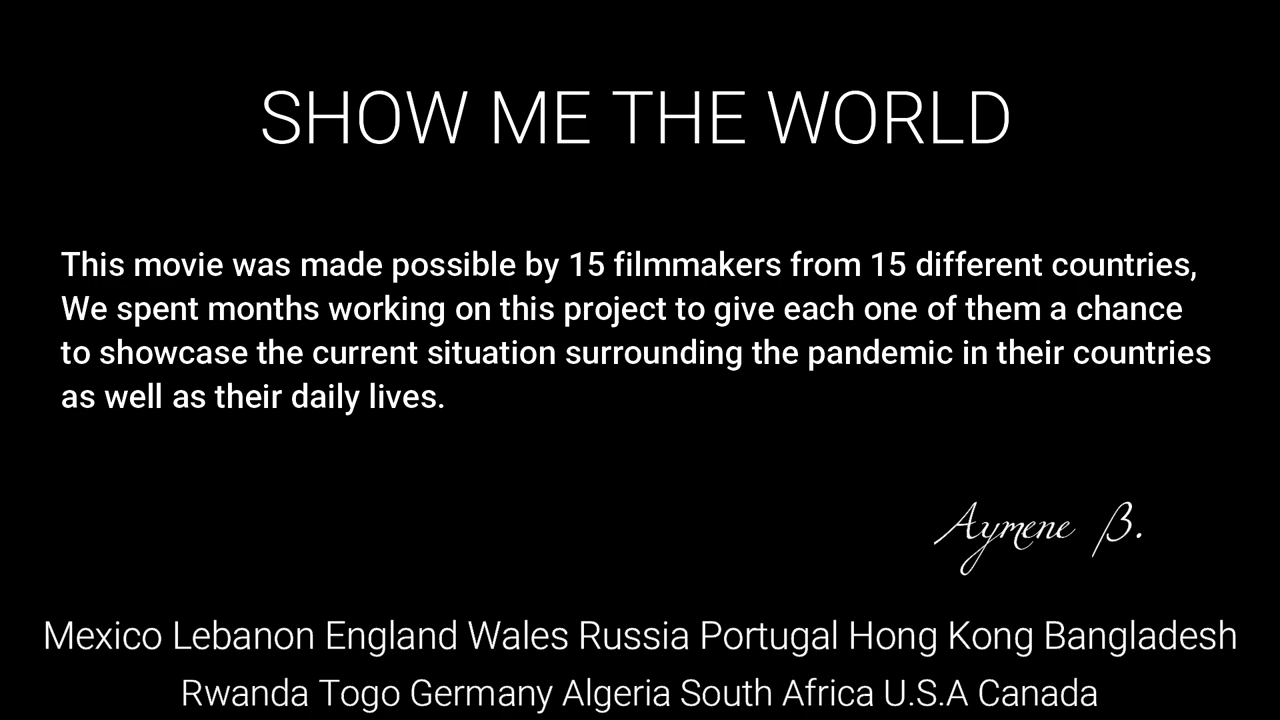 SHOW ME THE WORLD
This movie was made possible by 15 filmmakers from 15 different countries,
We spent months working on this project to give each one of them a chance
to showcase the current situation surrounding the pandemic in their countries
as well as their daily lives.
Aymene B.
Mexico Lebanon England Wales Russia Portugal Hong Kong Bangladesh
Rwanda Togo Germany Algeria South Africa U.S.A Canada